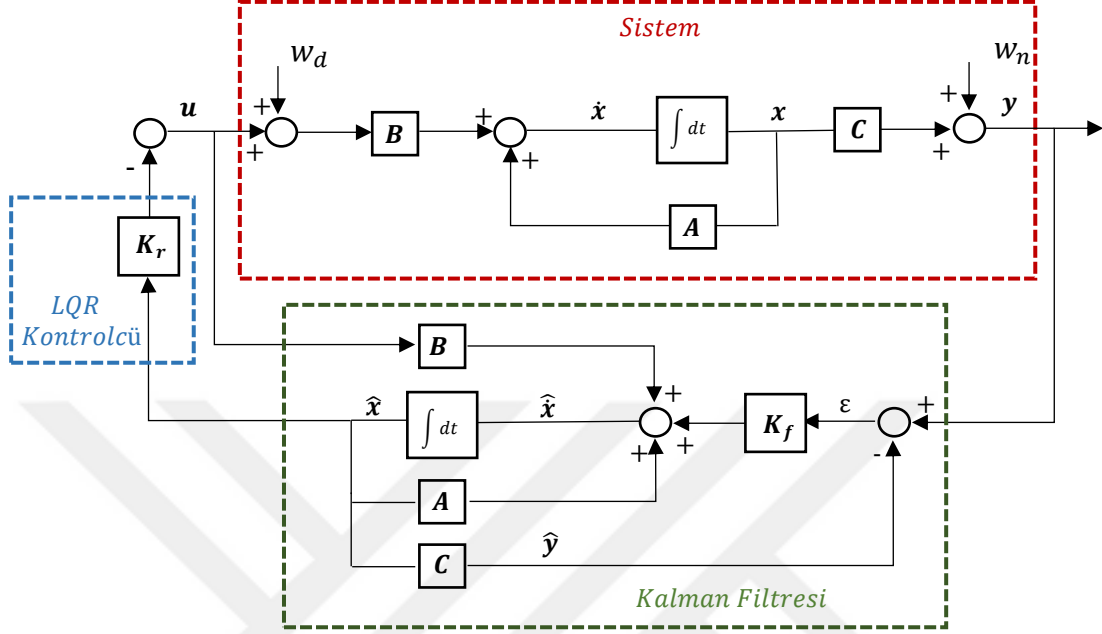 Sistem
w_d
w_n
u
+
+
B
+
+
ẋ
∫ dt
x
C
+
+
y
-
A
K_r
LQR
Kontrolcü
B
+
x̂
∫ dt
x̂̇
+
+
K_f
ε
+
-
A
C
ŷ
Kalman Filtresi